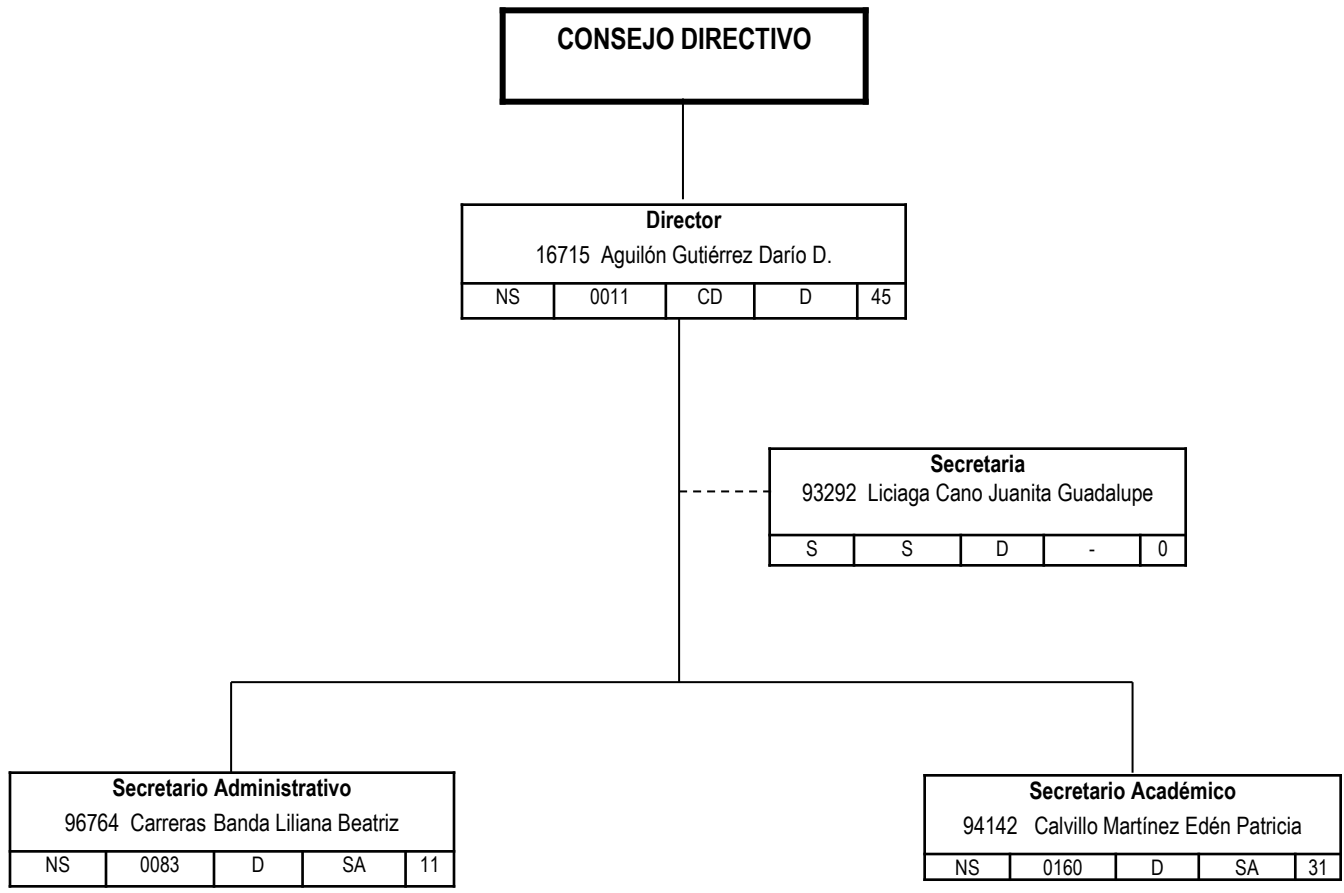 CONSEJO DIRECTIVO
Director
16715 Aguilón Gutiérrez Darío D.
NS 0011 CD D 45
Secretaria
93292 Liciaga Cano Juanita Guadalupe
S S D - 0
Secretario Administrativo
96764 Carreras Banda Liliana Beatriz
NS 0083 D SA 11
Secretario Académico
94142 Calvillo Martínez Edén Patricia
NS 0160 D SA 31